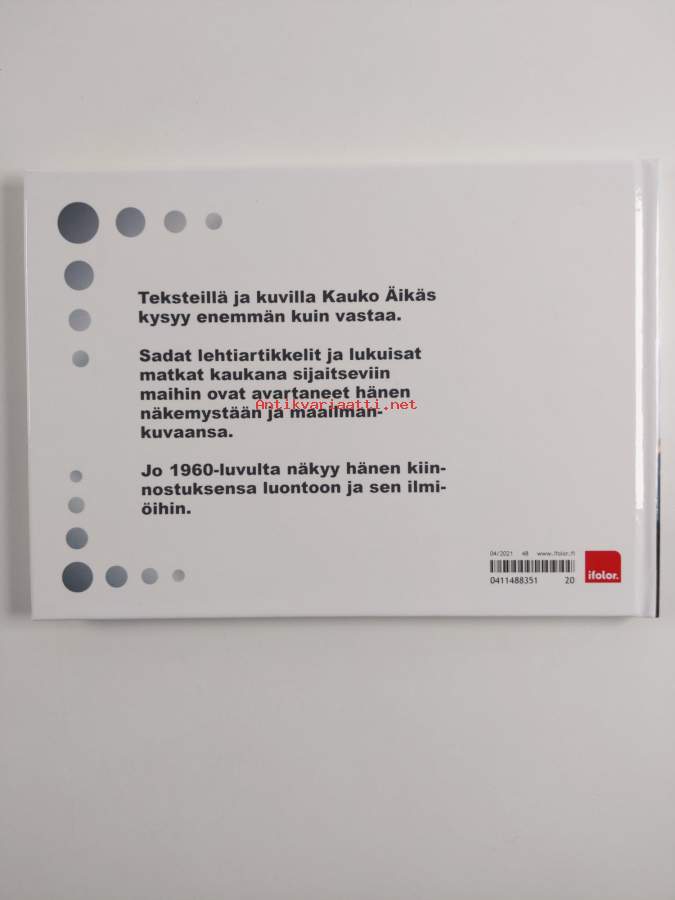 Teksteillä ja kuvilla Kauko Äikäs
kysyy enemmän kuin vastaa.
Sadat lehtiartikkelit ja lukuisat
matkat kaukana sijaitseviin
maihin ovat avartaneet hänen
näkemystään ja maailman-
Antikvariaatti.net
kuvaansa.
Jo 1960-luvulta näkyy hänen kiin-
nostuksensa luontoon ja sen ilmi-
öihin.
04/2021 48 www.ifolor.fi
0411488351 20
ifolor.